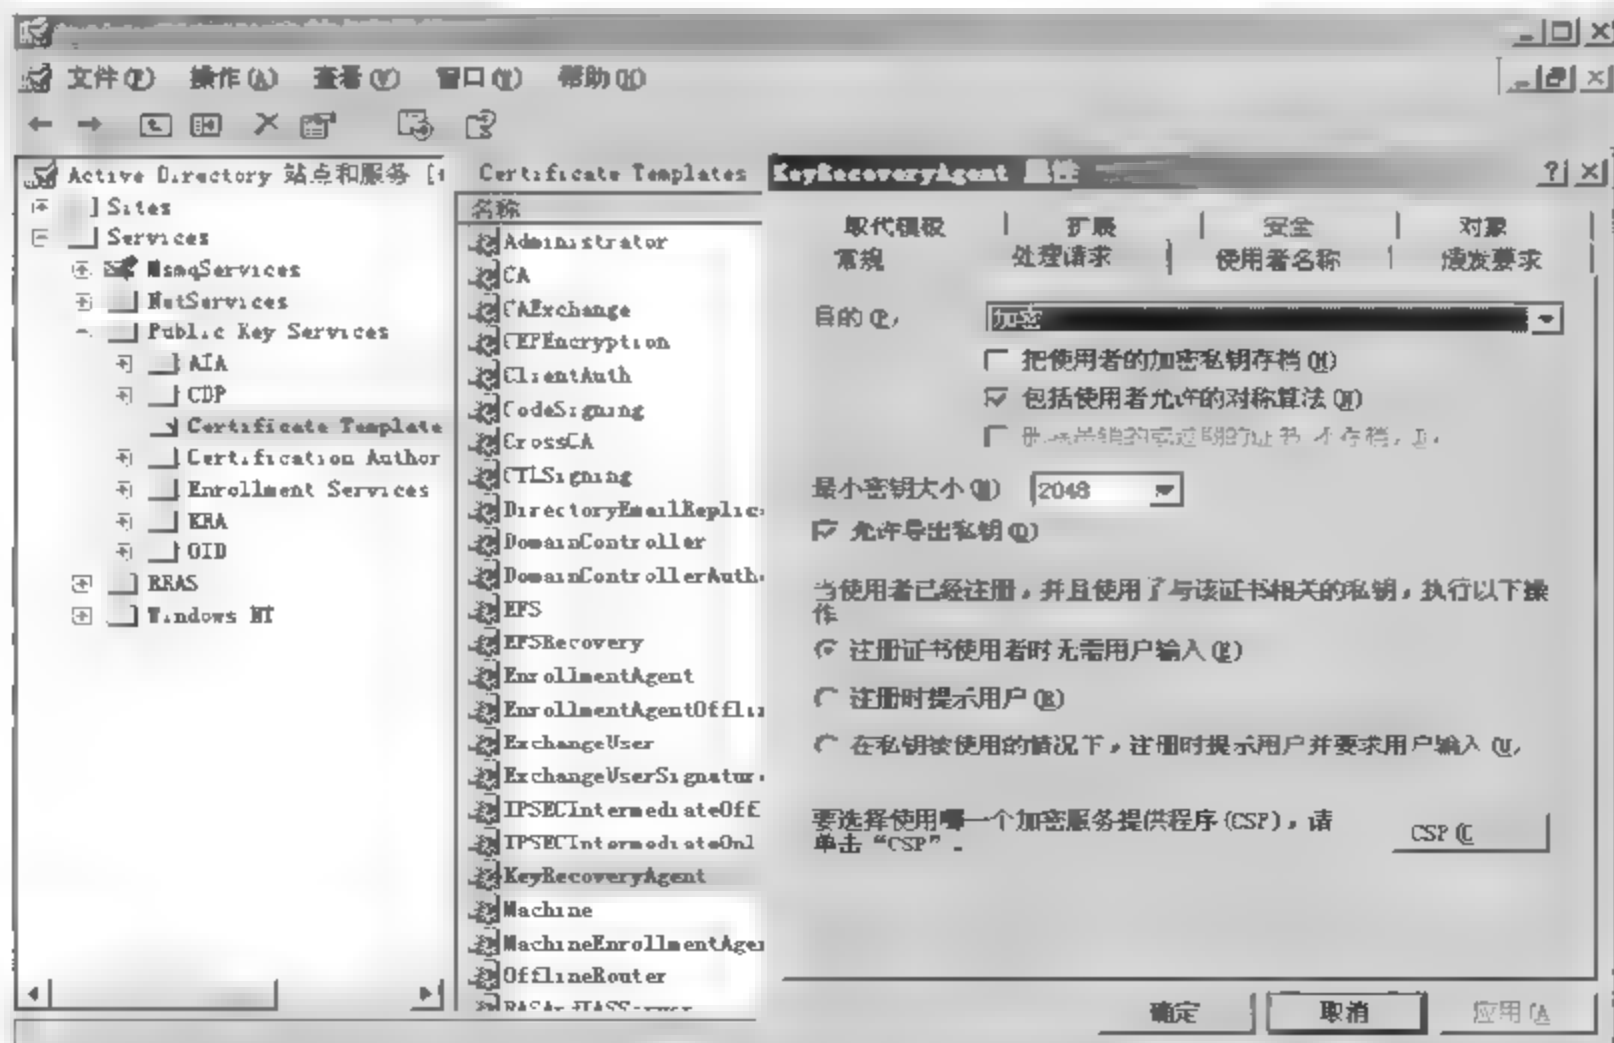 文件(F) 操作(A) 查看(V) 窗口(W) 帮助(H)
Active Directory 站点和服务 [
Sites
Services
MsmqServices
NetServices
Public Key Services
AIA
CDP
Certificate Template
Certification Author
Enrollment Services
KRA
OID
RRAS
Windows NT
Certificate Templates
名称
Administrator
CA
CAExchange
CEPEncryption
ClientAuth
CodeSigning
CrossCA
CTLSigning
DirectoryEmailReplic
DomainController
DomainControllerAuth
EFS
EFSRecovery
EnrollmentAgent
EnrollmentAgentOffli
ExchangeUser
ExchangeUserSignatur
IPSECIntermediateOff
IPSECIntermediateOnl
KeyRecoveryAgent
Machine
MachineEnrollmentAge
OfflineRouter
KeyRecoveryAgent 属性
取代模板 扩展 安全 对象
常规 处理请求 使用者名称 颁发要求
目的(P)
加密
把使用者的加密私钥存档(H)
包括使用者允许的对称算法(N)
最小密钥大小(M) 2048
允许导出私钥(O)
当使用者已经注册，并且使用了与该证书相关的私钥，执行以下操
作
注册证书使用者时无需用户输入(E)
注册时提示用户(R)
在私钥被使用的情况下，注册时提示用户并要求用户输入(U)
要选择使用哪一个加密服务提供程序(CSP)，请
单击“CSP”。
CSP(C
确定 取消 应用(A